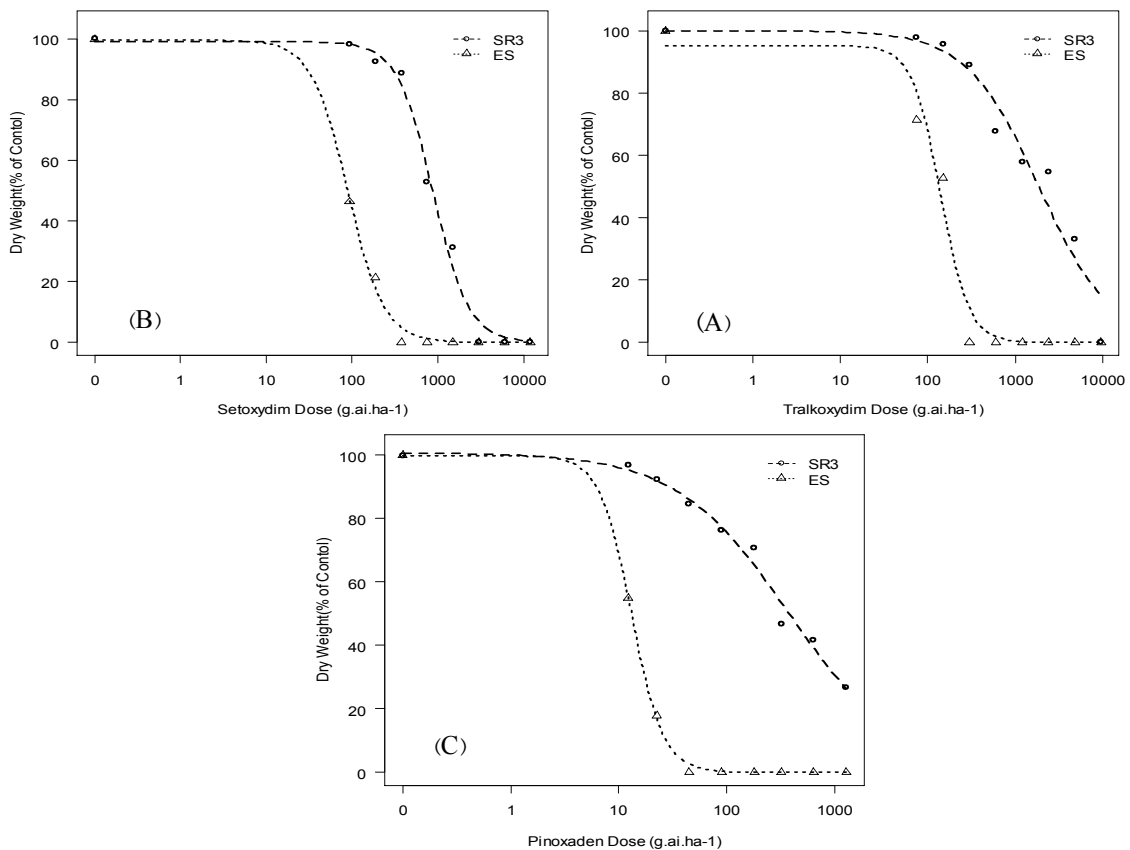 100
80
60
40
20
0
Dry Weight(% of Contol)
SR3
ES
(B)
0 1 10 100 1000 10000
Setoxydim Dose (g.ai.ha-1)
100
80
60
40
20
0
Dry Weight(% of Contol)
SR3
ES
(A)
0 1 10 100 1000 10000
Tralkoxydim Dose (g.ai.ha-1)
100
80
60
40
20
0
Dry Weight(% of Contol)
SR3
ES
(C)
0 1 10 100 1000
Pinoxaden Dose (g.ai.ha-1)